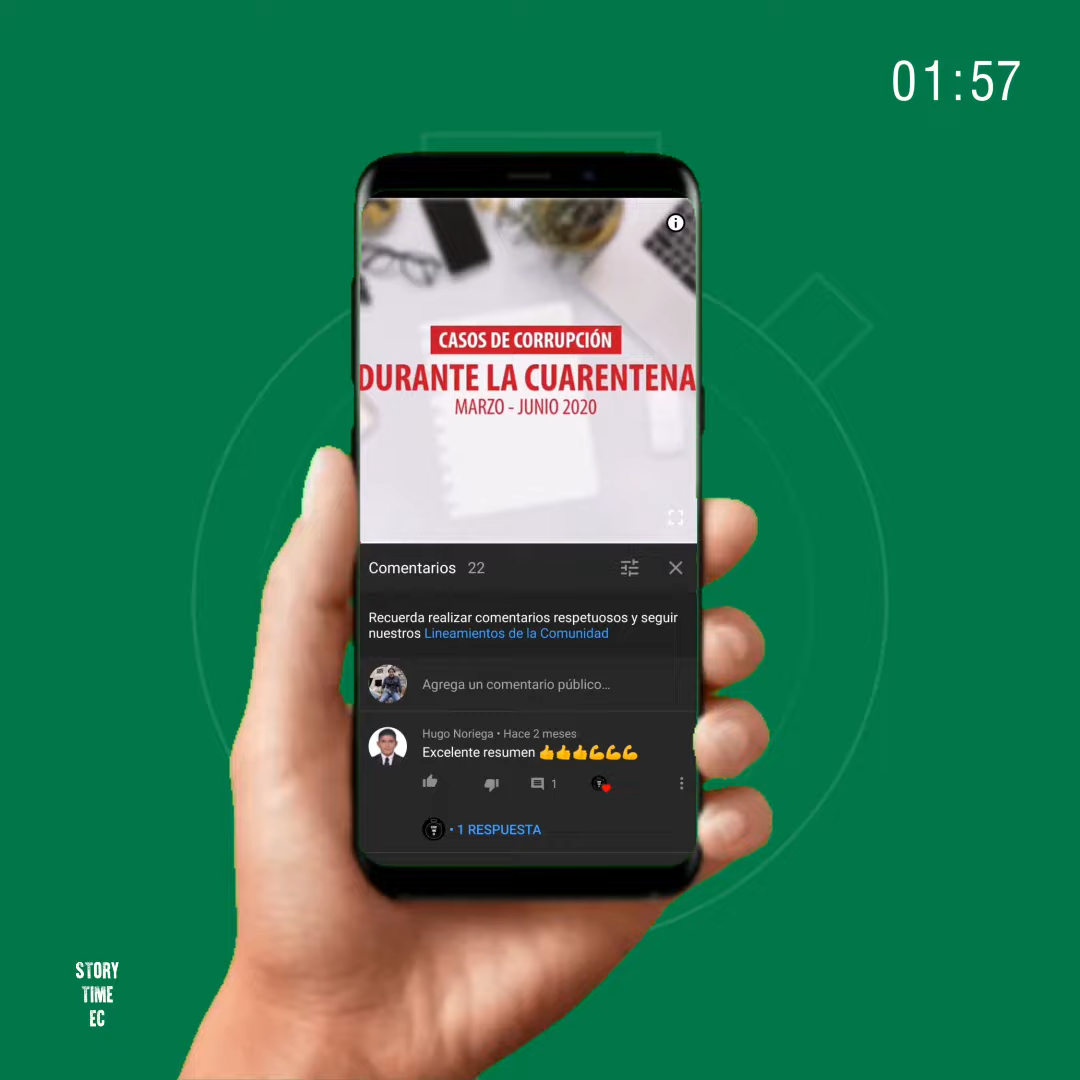 01:57
CASOS DE CORRUPCIÓN
DURANTE LA CUARENTENA
MARZO - JUNIO 2020
Comentarios 22
Recuerda realizar comentarios respetuosos y seguir
nuestros Lineamientos de la Comunidad
Agrega un comentario público...
Hugo Noriega • Hace 2 meses
Excelente resumen 👍👍👍💪💪💪
1
• 1 RESPUESTA
STORY
TIME
EC